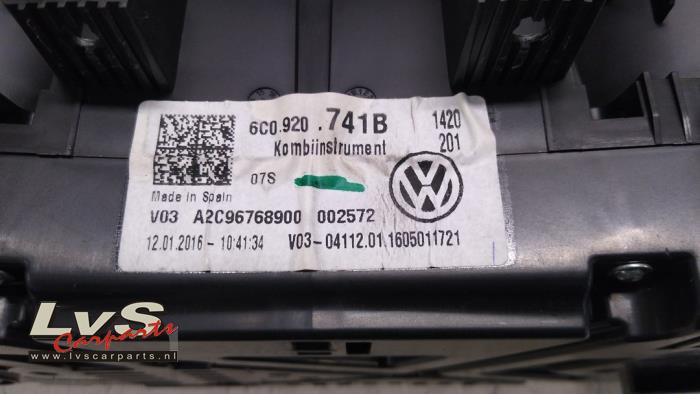 6C0.920 .741B 1420
Kombiinstrument 201
07S
Made in Spain
V03 A2C96768900 002572
12.01.2016 - 10:41:34 V03-04112.01.1605011721
LvS
Carparts
www.lvscarparts.nl